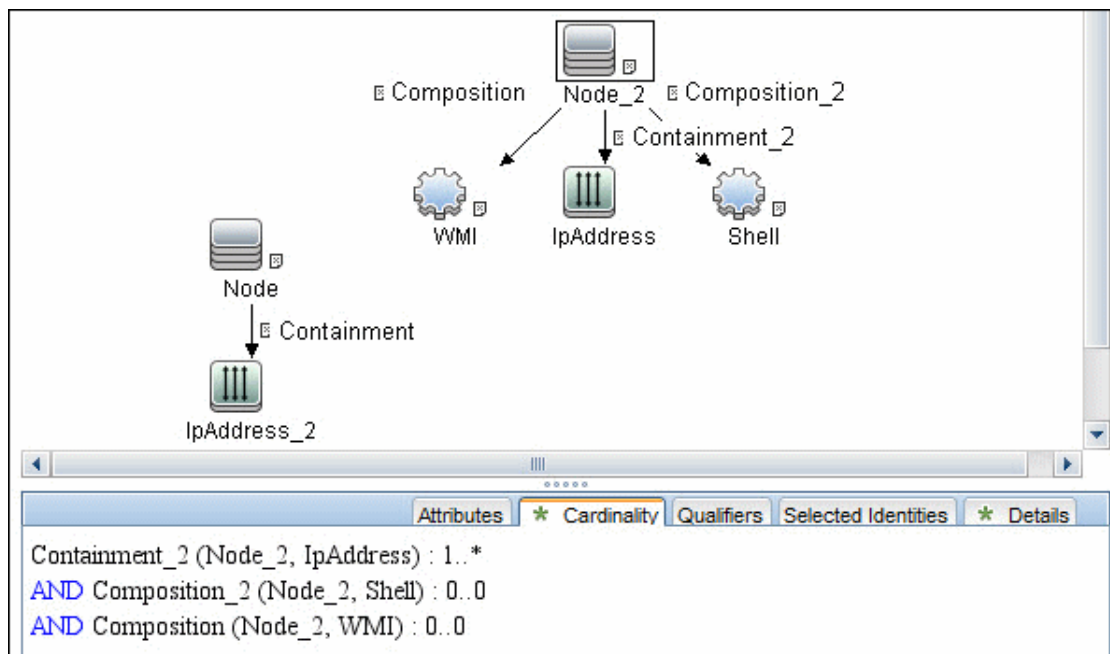 Composition
Node_2
Composition_2
Containment_2
WMI
IpAddress
Shell
Node
Containment
IpAddress_2
Attributes
* Cardinality
Qualifiers
Selected Identities
* Details
Containment_2 (Node_2, IpAddress) : 1..*
AND Composition_2 (Node_2, Shell) : 0..0
AND Composition (Node_2, WMI) : 0..0